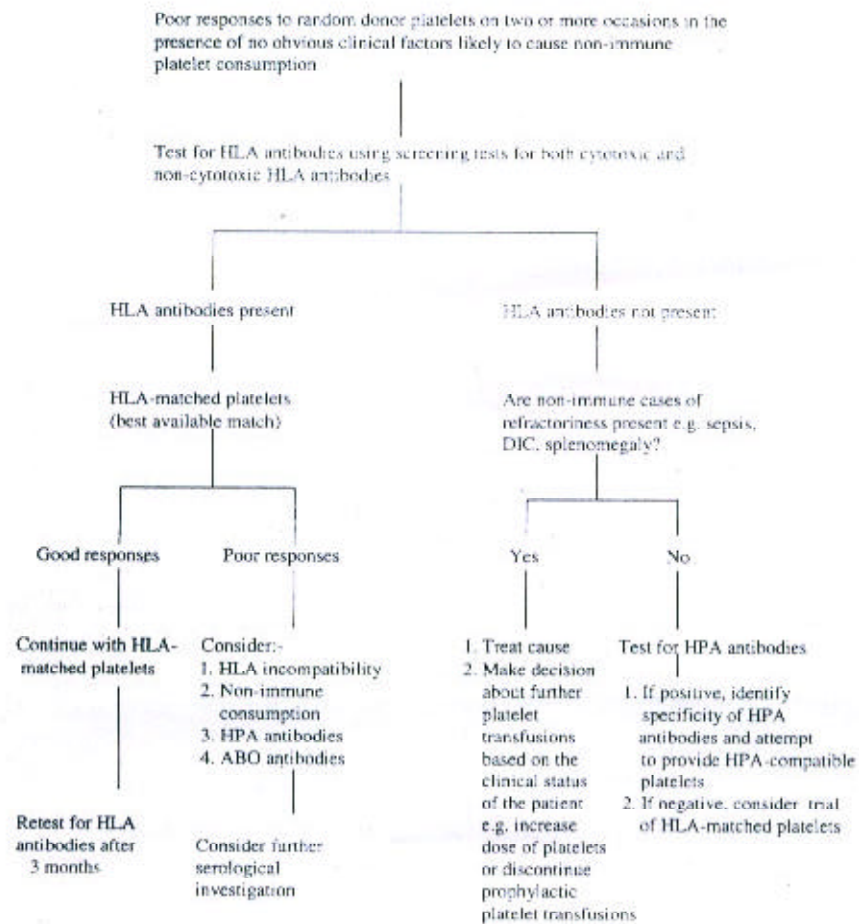 Poor responses to random donor platelets on two or more occasions in the
presence of no obvious clinical factors likely to cause non-immune
platelet consumption
Test for HLA antibodies using screening tests for both cytotoxic and
non-cytotoxic HLA antibodies
HLA antibodies present
HLA antibodies not present
HLA-matched platelets
(best available match)
Are non-immune cases of
refractoriness present e.g. sepsis,
DIC, splenomegaly?
Good responses
Poor responses
Yes
No
Continue with HLA-
matched platelets
Consider:-
1. HLA incompatibility
2. Non-immune
consumption
3. HPA antibodies
4. ABO antibodies
1. Treat cause
2. Make decision
about further
platelet
transfusions
based on the
clinical status
of the patient
e.g. increase
dose of platelets
or discontinue
prophylactic
platelet transfusions
Test for HPA antibodies
1. If positive, identify
specificity of HPA
antibodies and attempt
to provide HPA-compatible
platelets
2. If negative, consider trial
of HLA-matched platelets
Retest for HLA
antibodies after
3 months
Consider further
serological
investigation